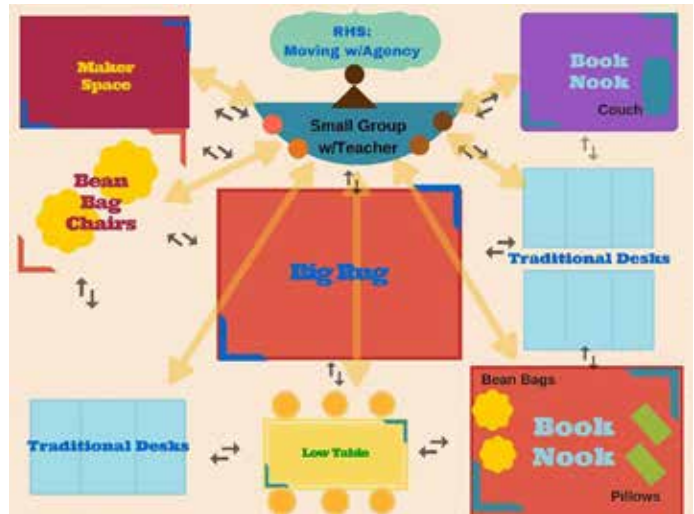 RHS:
Moving w/Agency
Maker
Space
Book
Nook
Couch
Small Group
w/Teacher
Bean
Bag
Chairs
Big Rug
Traditional Desks
Bean Bags
Book
Nook
Pillows
Traditional Desks
Low Table